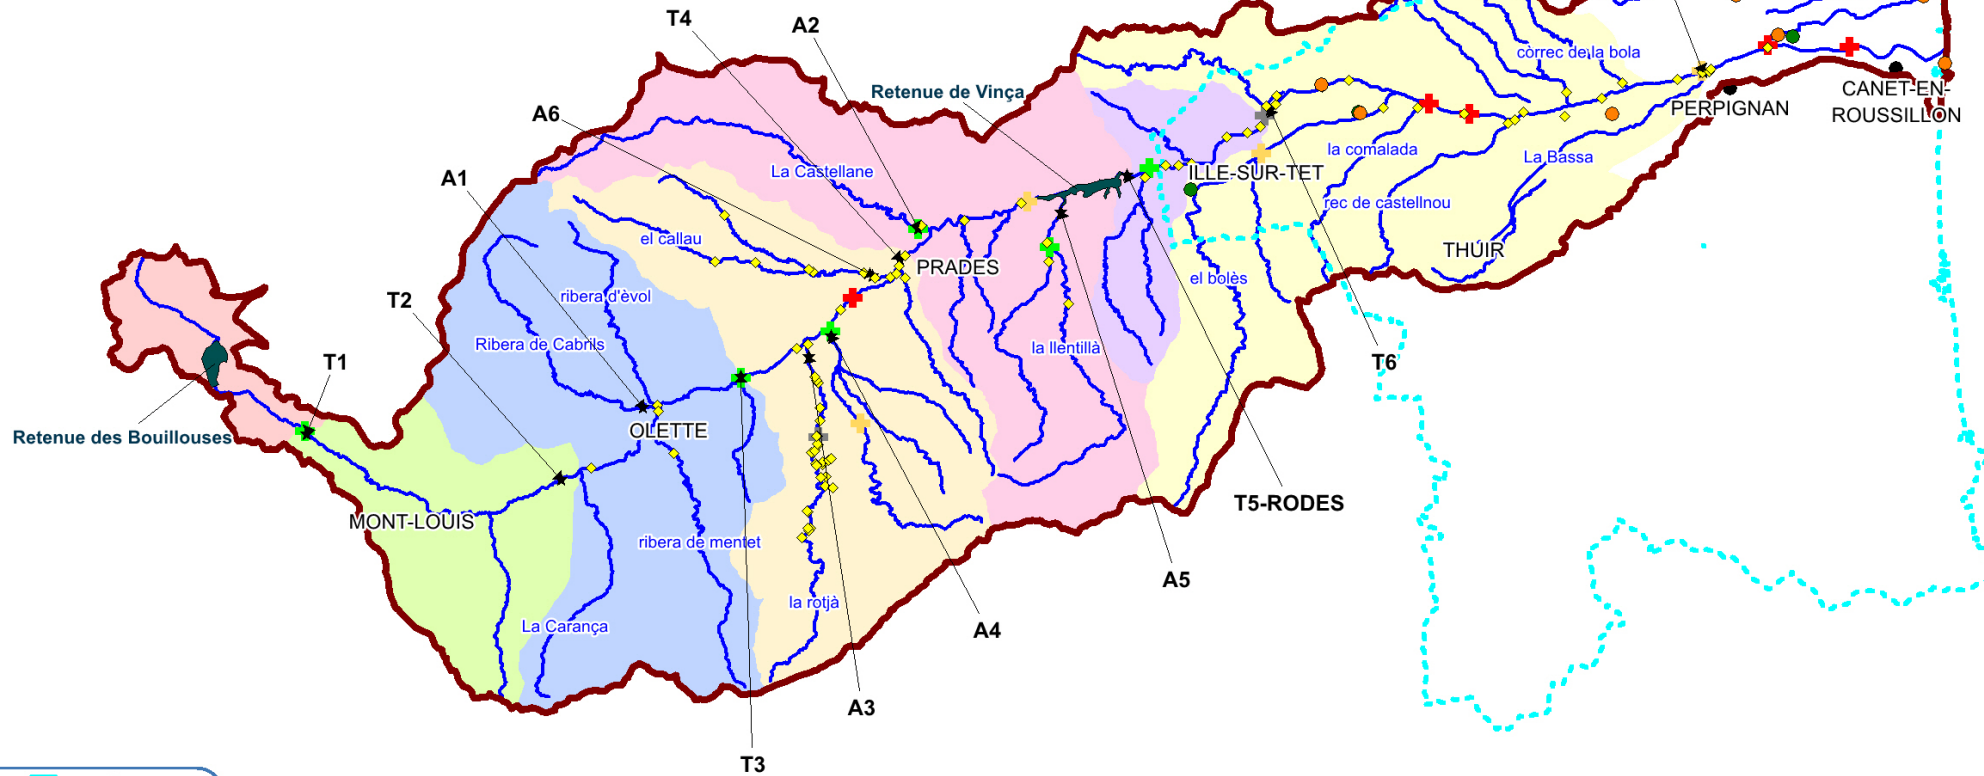 T4
A2
còrrec de la bola
Retenue de Vinça
CANET-EN-
ROUSSILLON
PERPIGNAN
A6
la comalada
La Bassa
La Castellane
ILLE-SUR-TET
A1
rec de castellnou
el callau
PRADES
THUIR
el bolès
ribera d'èvol
T2
Ribera de Cabrils
la llentillà
T1
T6
OLETTE
Retenue des Bouillouses
T5-RODES
MONT-LOUIS
ribera de mentet
A5
la rotjà
La Carança
A4
A3
T3